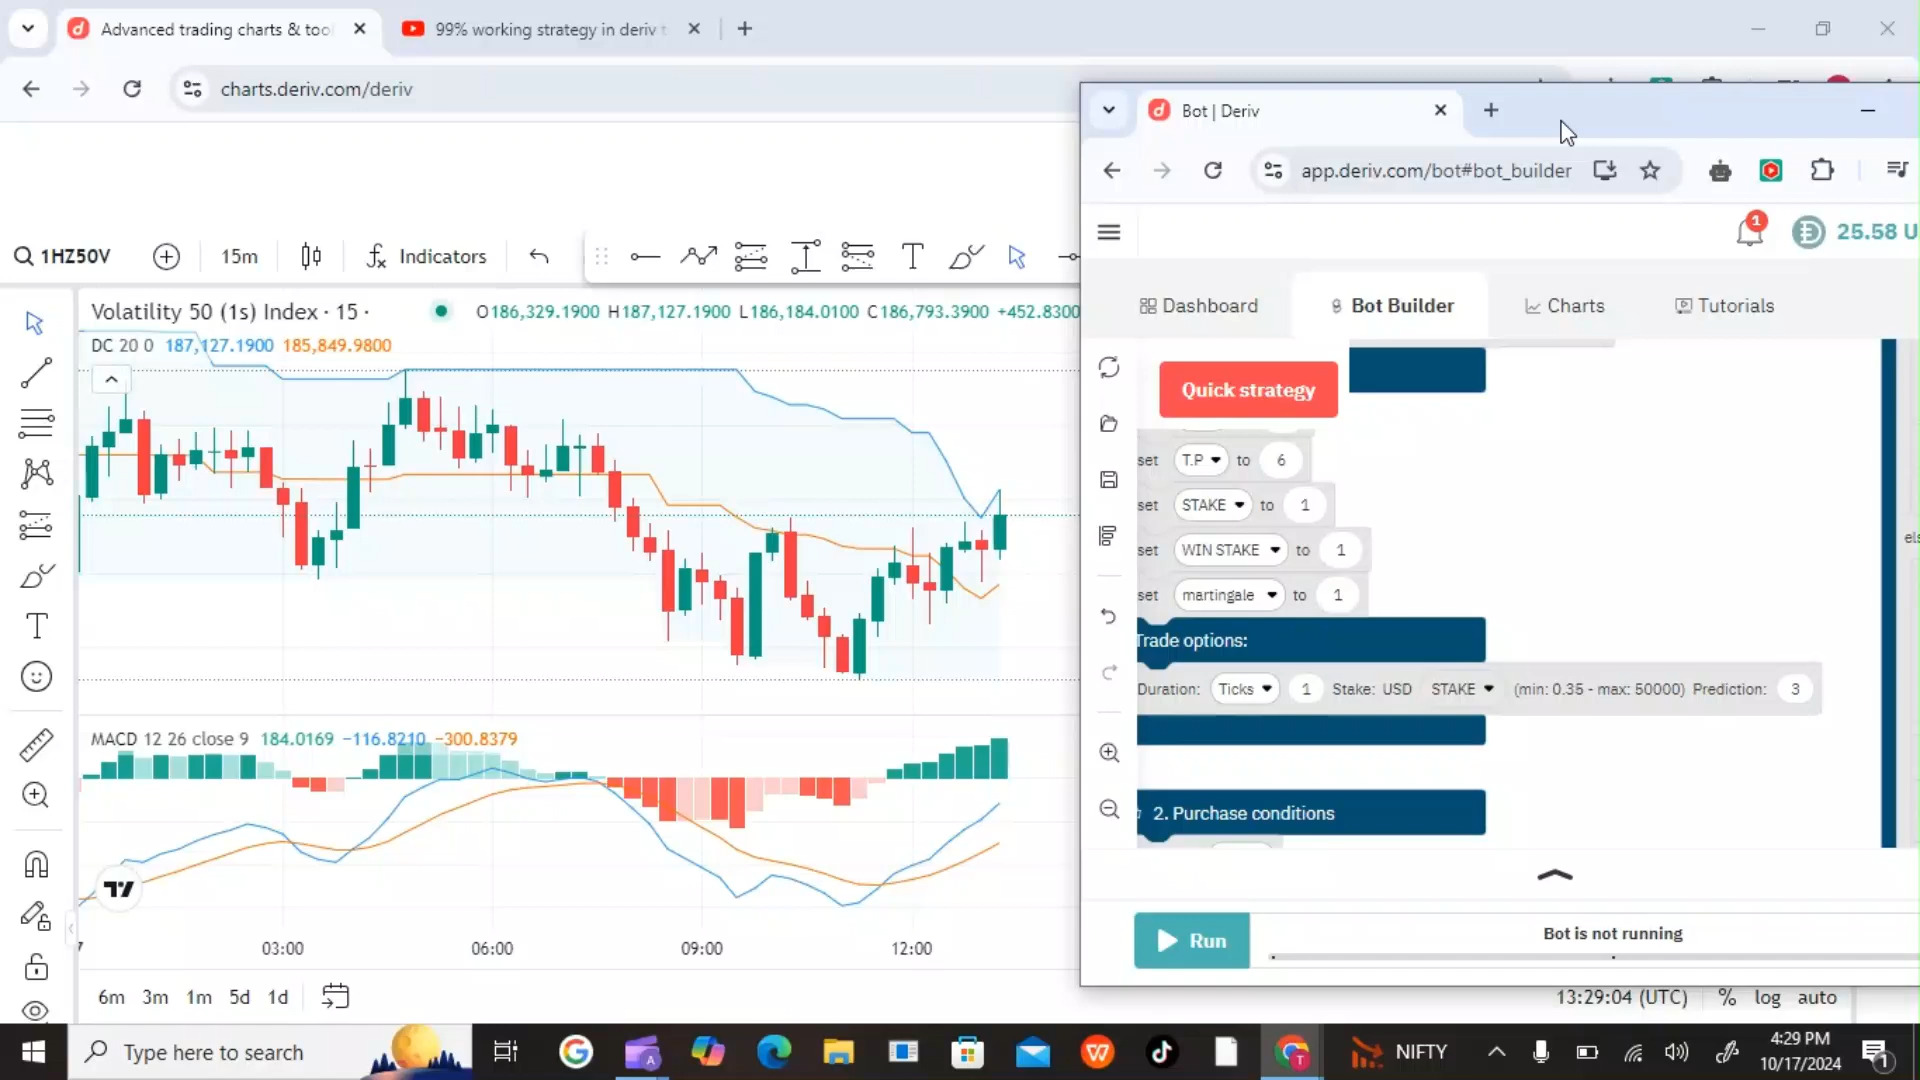 Advanced trading charts & too
99% working strategy in deriv t
charts.deriv.com/deriv
Bot | Deriv
app.deriv.com/bot#bot_builder
1
25.58 U
1HZ50V
15m
Indicators
Dashboard
Bot Builder
Charts
Tutorials
Volatility 50 (1s) Index · 15 ·
O186,329.1900 H187,127.1900 L186,184.0100 C186,793.3900 +452.8300
DC 20 0 187,127.1900 185,849.9800
Quick strategy
set T.P to 6
set STAKE to 1
set WIN STAKE to 1
set martingale to 1
Trade options:
Duration: Ticks 1 Stake: USD STAKE (min: 0.35 - max: 50000) Prediction: 3
2. Purchase conditions
MACD 12 26 close 9 184.0169 −116.8210 −300.8379
03:00
06:00
09:00
12:00
Run
Bot is not running
6m 3m 1m 5d 1d
13:29:04 (UTC) % log auto
Type here to search
NIFTY
4:29 PM
10/17/2024
1